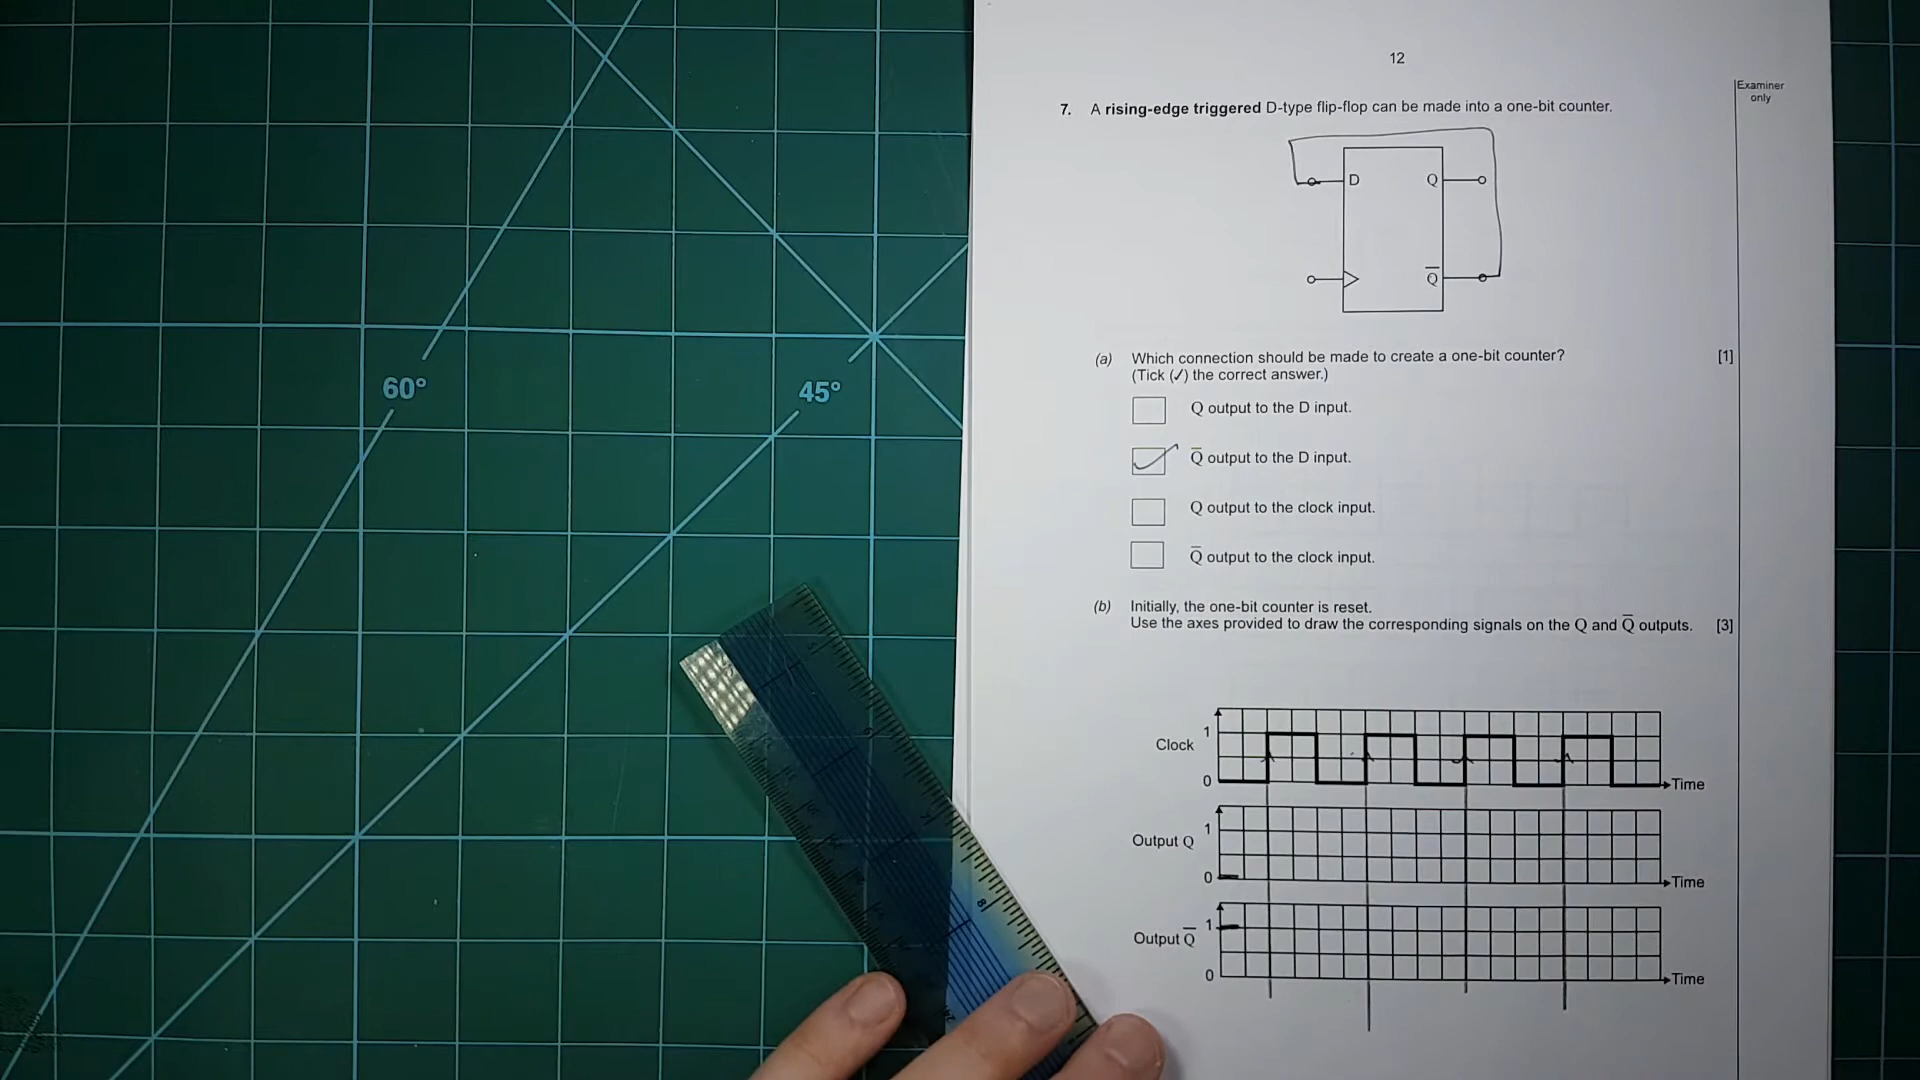 12
Examiner
only
7. A rising-edge triggered D-type flip-flop can be made into a one-bit counter.
D Q
Q̅
(a) Which connection should be made to create a one-bit counter? [1]
(Tick (✓) the correct answer.)
Q output to the D input.
Q̅ output to the D input.
Q output to the clock input.
Q̅ output to the clock input.
(b) Initially, the one-bit counter is reset.
Use the axes provided to draw the corresponding signals on the Q and Q̅ outputs. [3]
1
Clock
0 Time
1
Output Q
0 Time
1
Output Q̅
0 Time
60°
45°
8